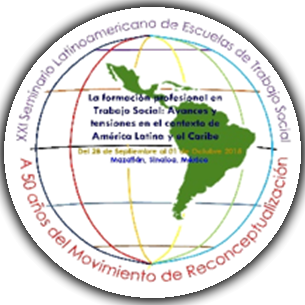 XXI Seminario Latinoamericano de Escuelas de Trabajo Social
La formación profesional en
Trabajo Social: Avances y
tensiones en el contexto de
América Latina y el Caribe
Del 28 de Septiembre al 01 de Octubre
Mazatlán, Sinaloa, México
A 50 años del Movimiento de Reconceptualización